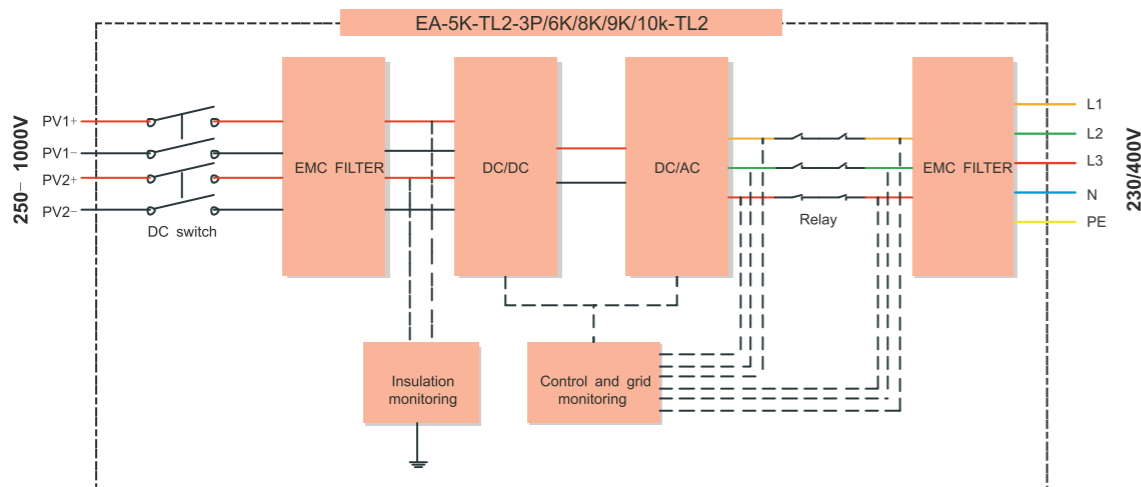 EA-5K-TL2-3P/6K/8K/9K/10k-TL2
250– 1000V
PV1+
PV1–
PV2+
PV2–
DC switch
EMC FILTER
DC/DC
DC/AC
Relay
EMC FILTER
L1
L2
L3
N
PE
230/400V
Insulation
monitoring
Control and grid
monitoring